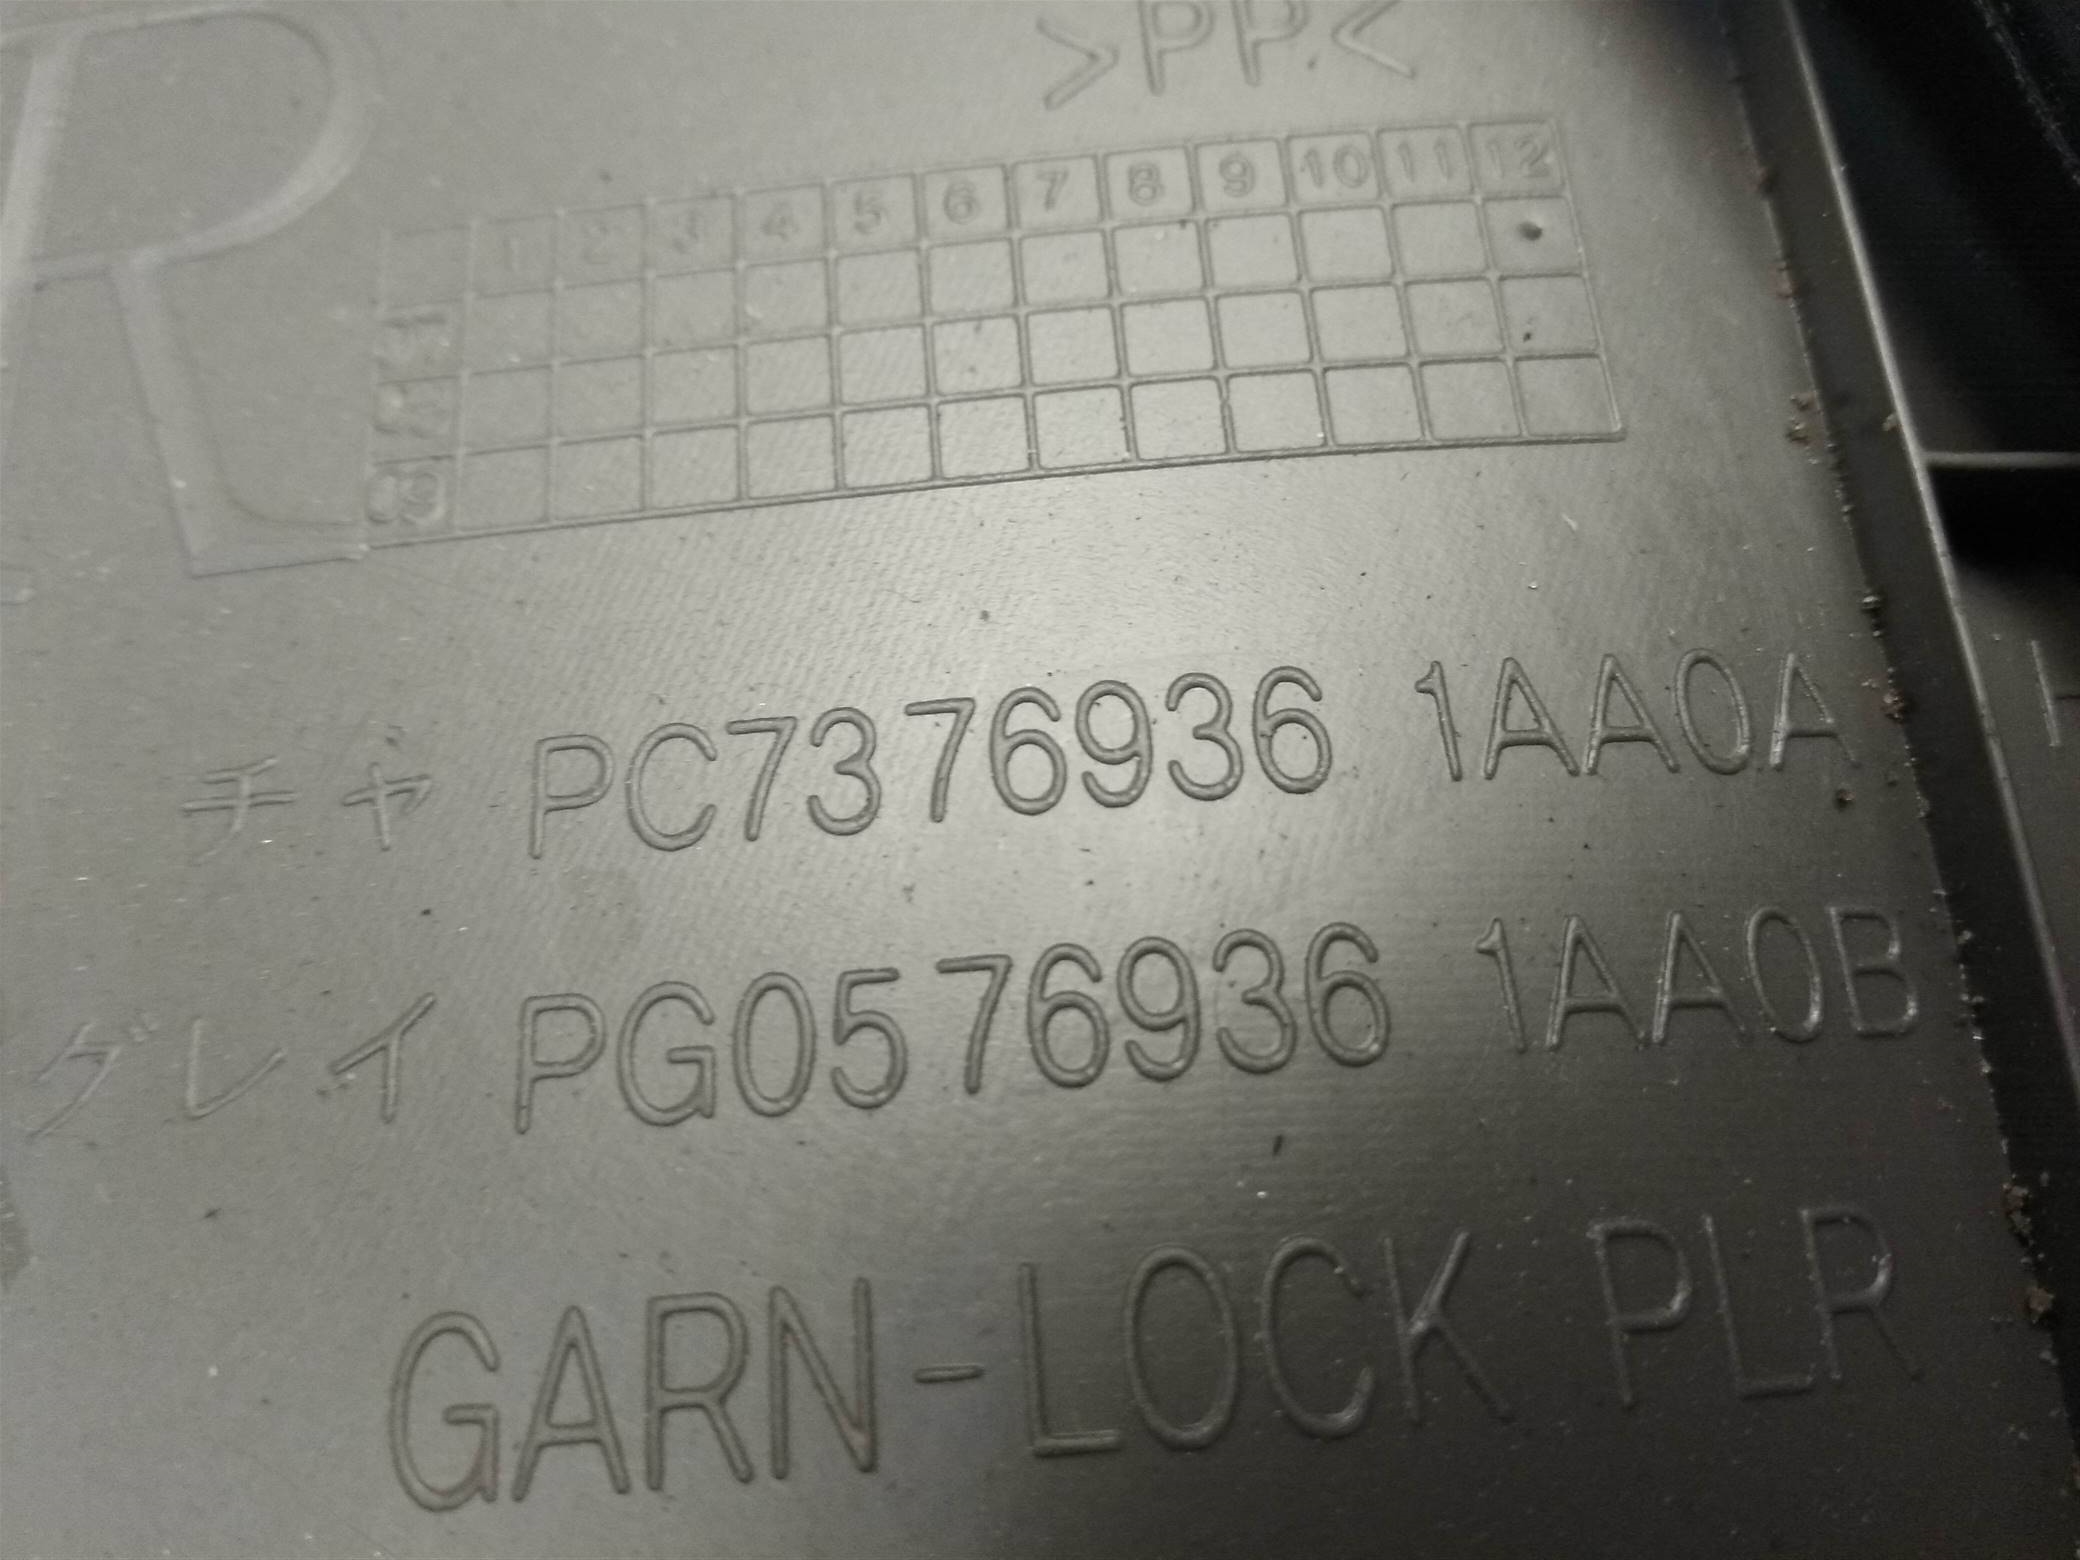 R
>PP<
1 2 3 4 5 6 7 8 9 10 11 12
チャ PC7376936 1AA0A
グレイ PG0576936 1AA0B
GARN-LOCK PLR